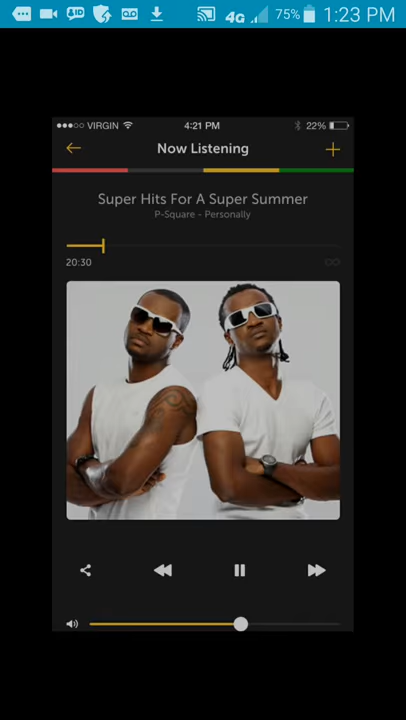 4G 75% 1:23 PM
VIRGIN 4:21 PM 22%
Now Listening
Super Hits For A Super Summer
P-Square - Personally
20:30